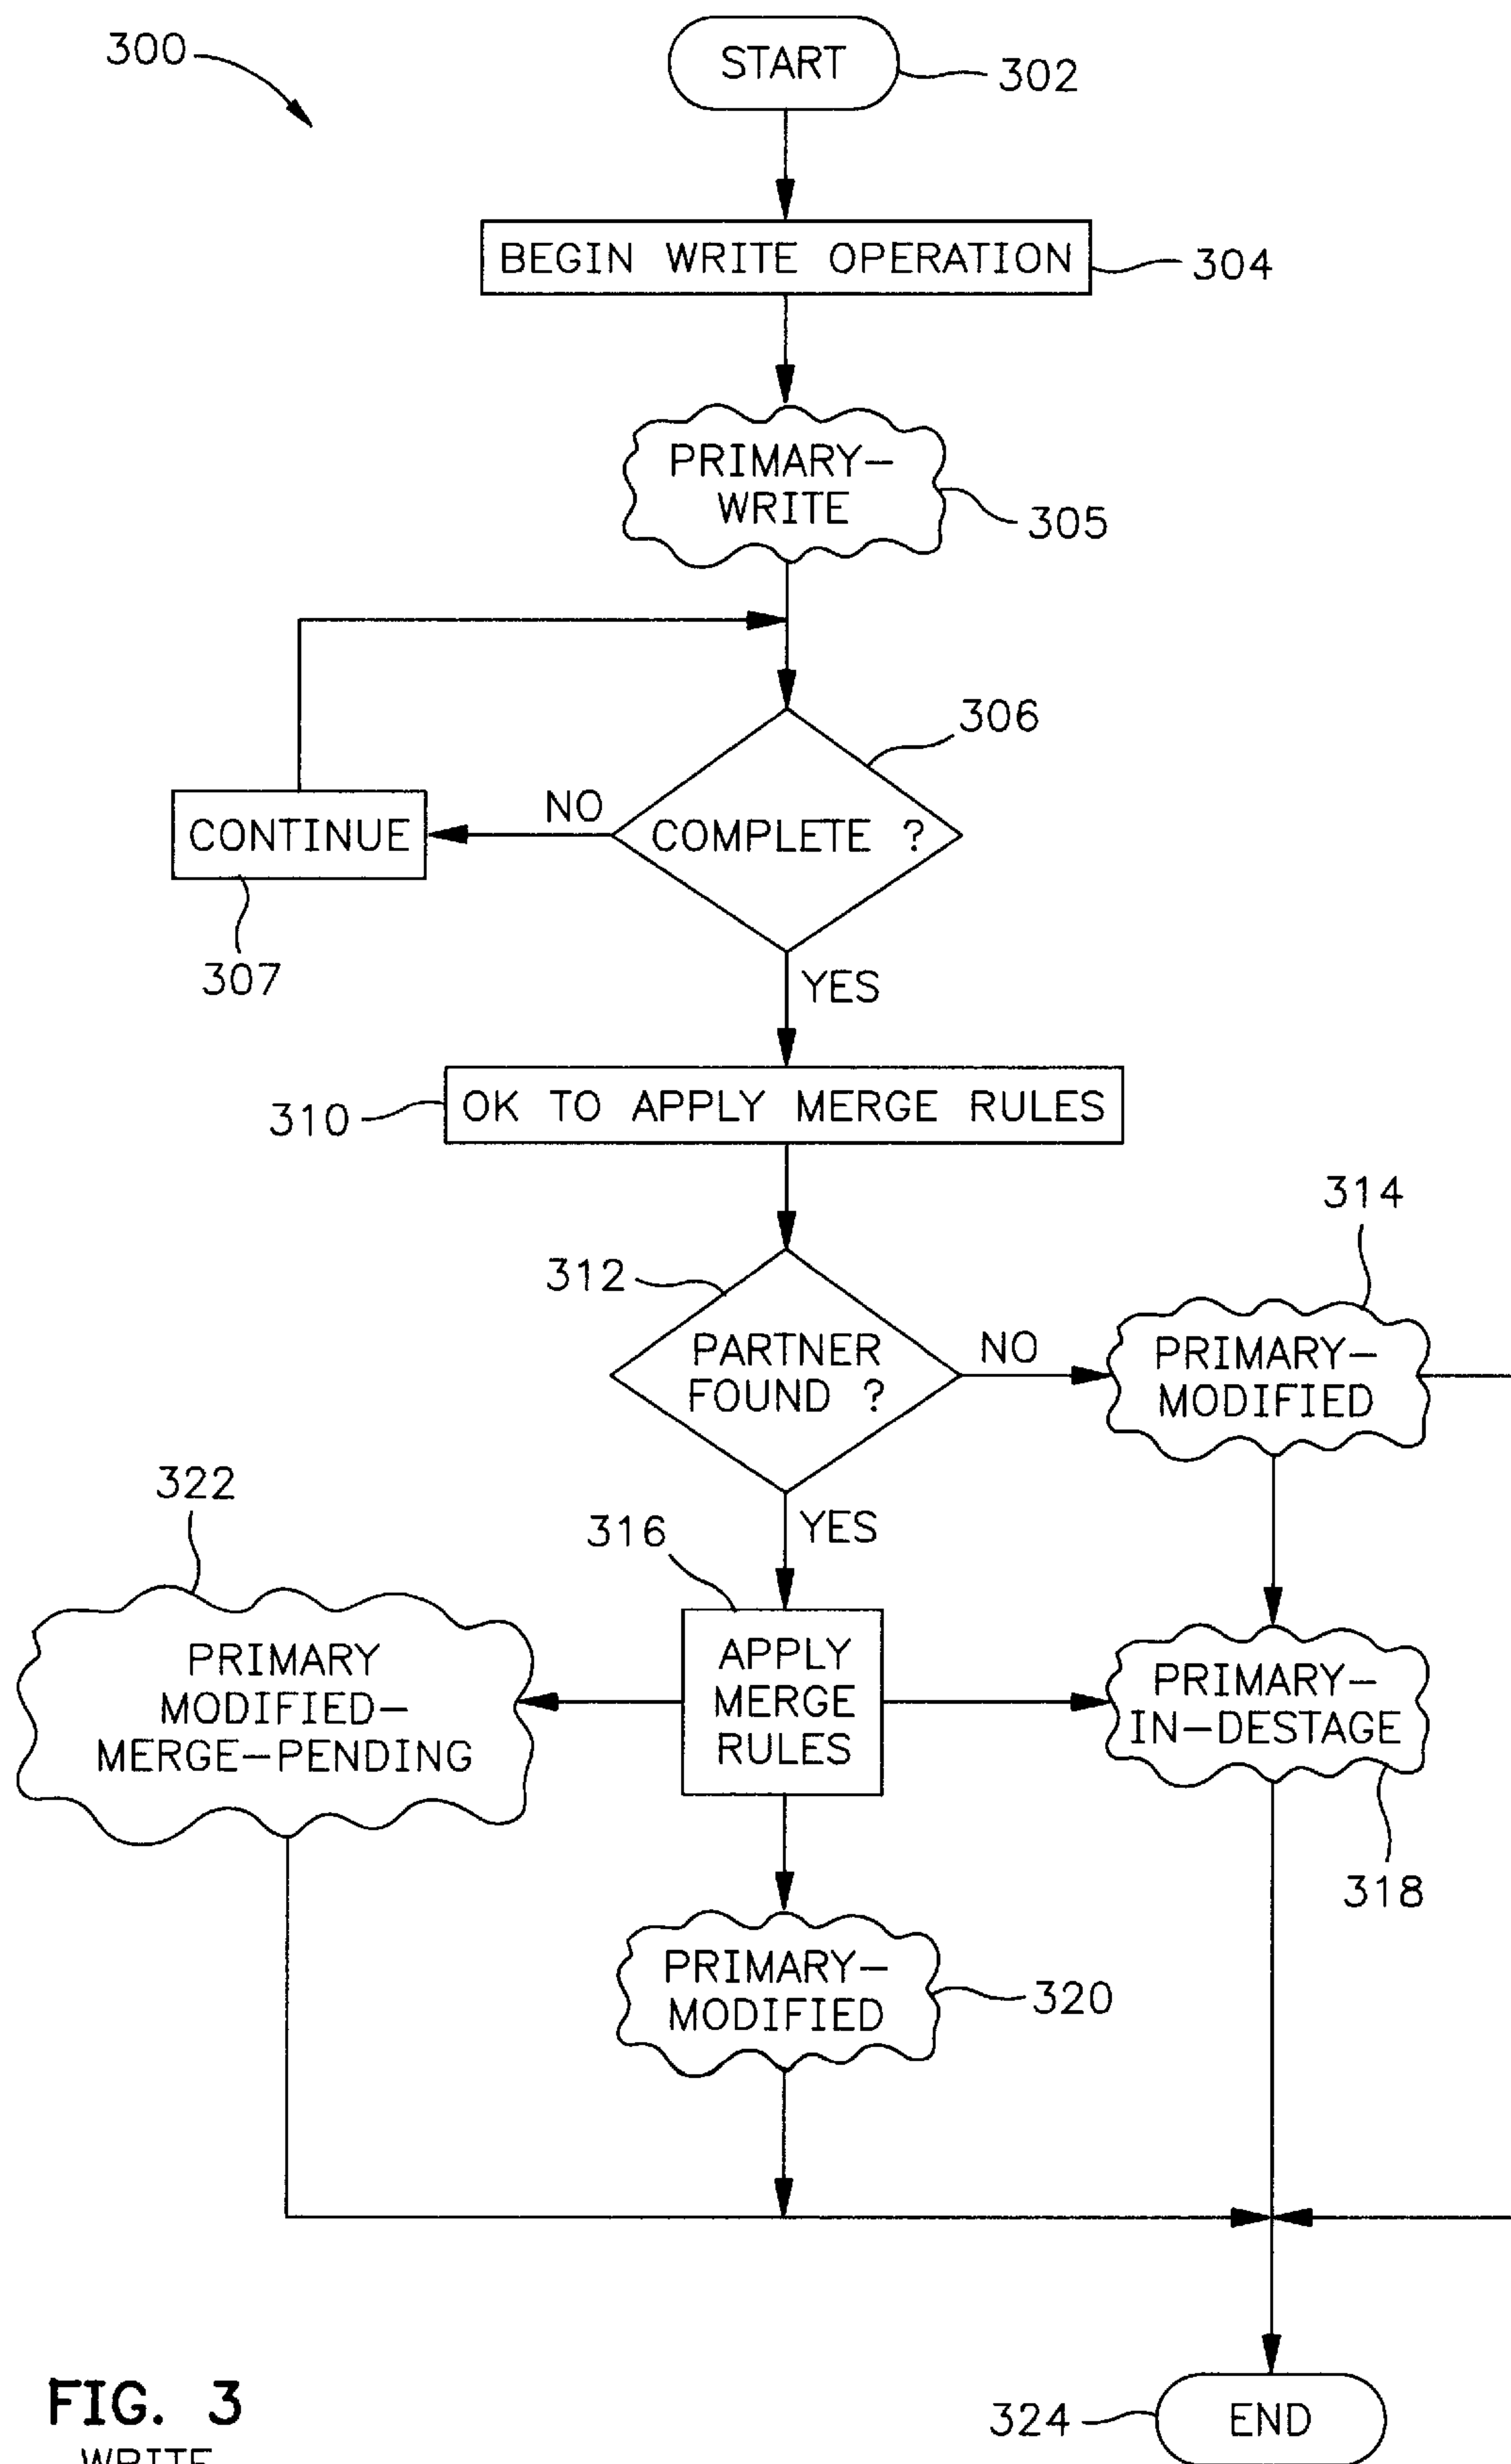 300
START
302
BEGIN WRITE OPERATION
304
PRIMARY-
WRITE
305
306
NO
CONTINUE
COMPLETE ?
307
YES
310
OK TO APPLY MERGE RULES
314
312
PARTNER
FOUND ?
NO
PRIMARY-
MODIFIED
322
316
YES
PRIMARY
MODIFIED-
MERGE-PENDING
APPLY
MERGE
RULES
PRIMARY-
IN-DESTAGE
318
PRIMARY-
MODIFIED
320
FIG. 3
WRITE
324
END